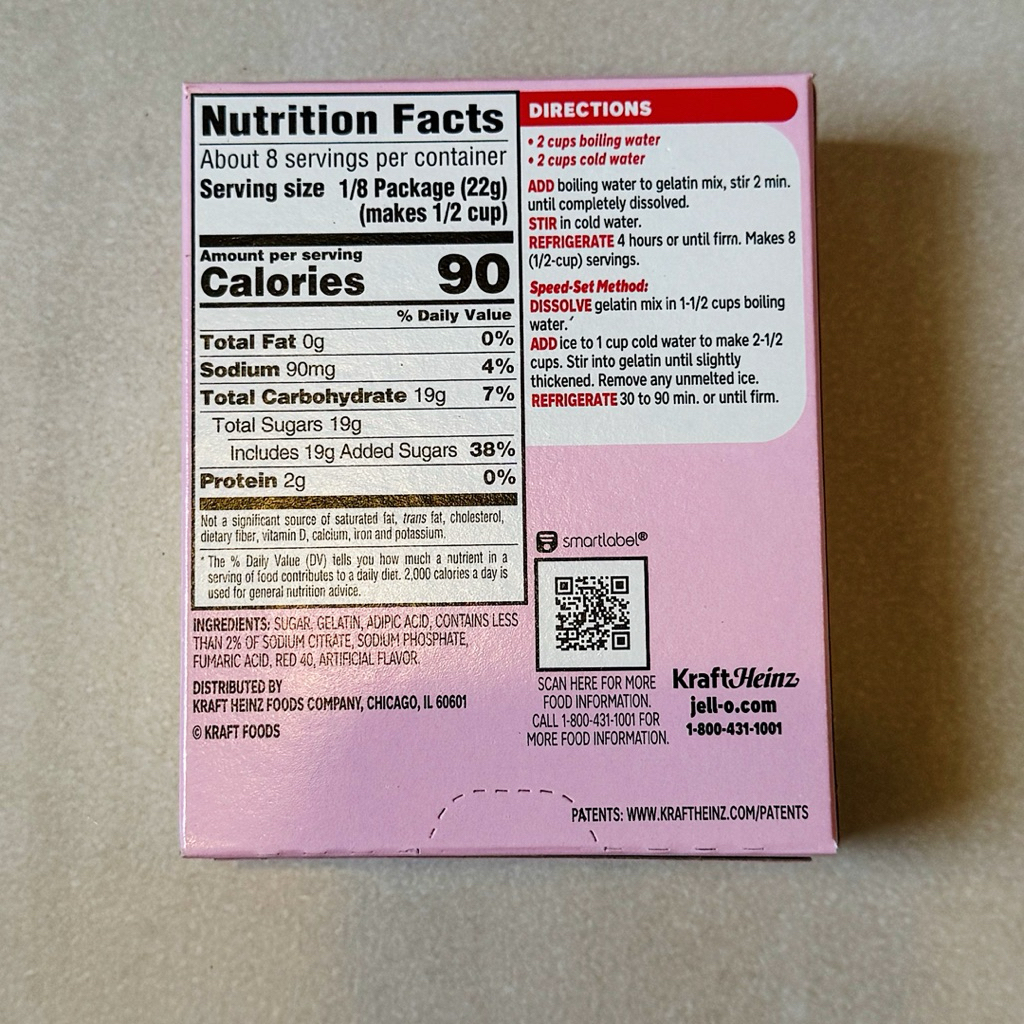 Nutrition Facts
About 8 servings per container
Serving size 1/8 Package (22g)
(makes 1/2 cup)
Amount per serving
Calories 90
% Daily Value
Total Fat 0g 0%
Sodium 90mg 4%
Total Carbohydrate 19g 7%
Total Sugars 19g
Includes 19g Added Sugars 38%
Protein 2g 0%
Not a significant source of saturated fat, trans fat, cholesterol,
dietary fiber, vitamin D, calcium, iron and potassium.
* The % Daily Value (DV) tells you how much a nutrient in a
serving of food contributes to a daily diet. 2,000 calories a day is
used for general nutrition advice.
INGREDIENTS: SUGAR, GELATIN, ADIPIC ACID, CONTAINS LESS
THAN 2% OF SODIUM CITRATE, SODIUM PHOSPHATE,
FUMARIC ACID, RED 40, ARTIFICIAL FLAVOR.
DISTRIBUTED BY
KRAFT HEINZ FOODS COMPANY, CHICAGO, IL 60601
© KRAFT FOODS
DIRECTIONS
• 2 cups boiling water
• 2 cups cold water
ADD boiling water to gelatin mix, stir 2 min.
until completely dissolved.
STIR in cold water.
REFRIGERATE 4 hours or until firm. Makes 8
(1/2-cup) servings.
Speed-Set Method:
DISSOLVE gelatin mix in 1-1/2 cups boiling
water.
ADD ice to 1 cup cold water to make 2-1/2
cups. Stir into gelatin until slightly
thickened. Remove any unmelted ice.
REFRIGERATE 30 to 90 min. or until firm.
smartlabel®
SCAN HERE FOR MORE
FOOD INFORMATION.
CALL 1-800-431-1001 FOR
MORE FOOD INFORMATION.
KraftHeinz
jell-o.com
1-800-431-1001
PATENTS: WWW.KRAFTHEINZ.COM/PATENTS